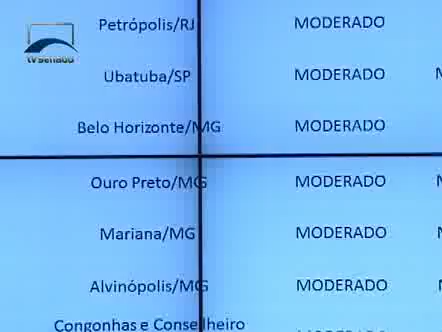 Petrópolis/RJ MODERADO
tv senado
Ubatuba/SP MODERADO
Belo Horizonte/MG MODERADO
Ouro Preto/MG MODERADO
Mariana/MG MODERADO
Alvinópolis/MG MODERADO
Congonhas e Conselheiro